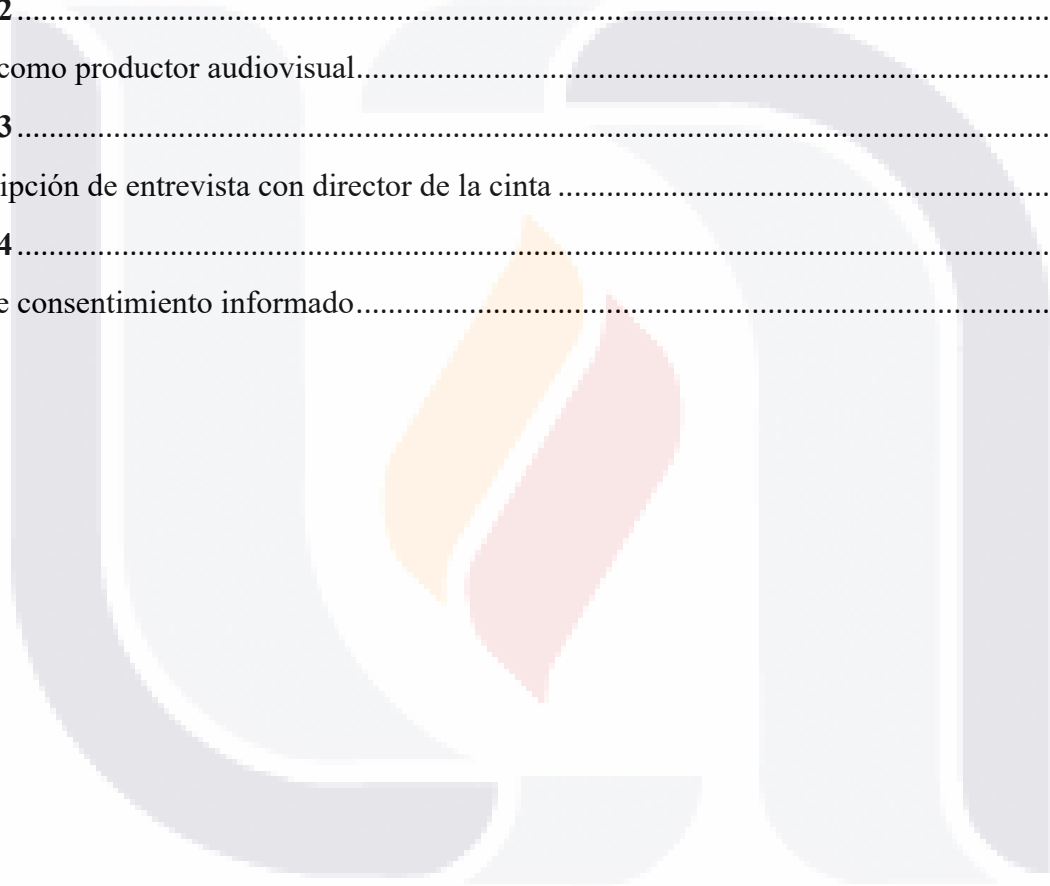 2..........................................................................................
como productor audiovisual..........................................................................................
3..........................................................................................
ipción de entrevista con director de la cinta ..........................................................................................
4..........................................................................................
e consentimiento informado..........................................................................................